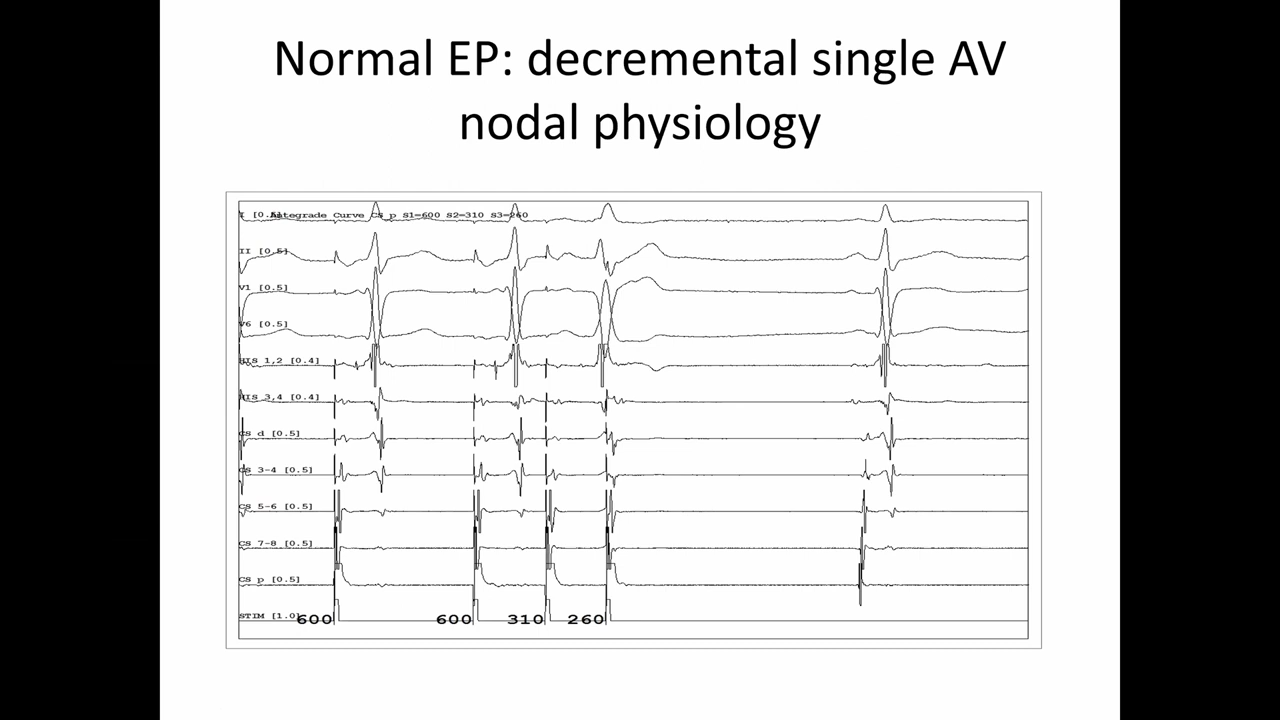 Normal EP: decremental single AV
nodal physiology
I [0.5] Antegrade Curve CS p S1=600 S2=310 S3=260
II [0.5]
V1 [0.5]
V6 [0.5]
HIS 1,2 [0.4]
HIS 3,4 [0.4]
CS d [0.5]
CS 3-4 [0.5]
CS 5-6 [0.5]
CS 7-8 [0.5]
CS p [0.5]
STIM [1.0] 600 600 310 260